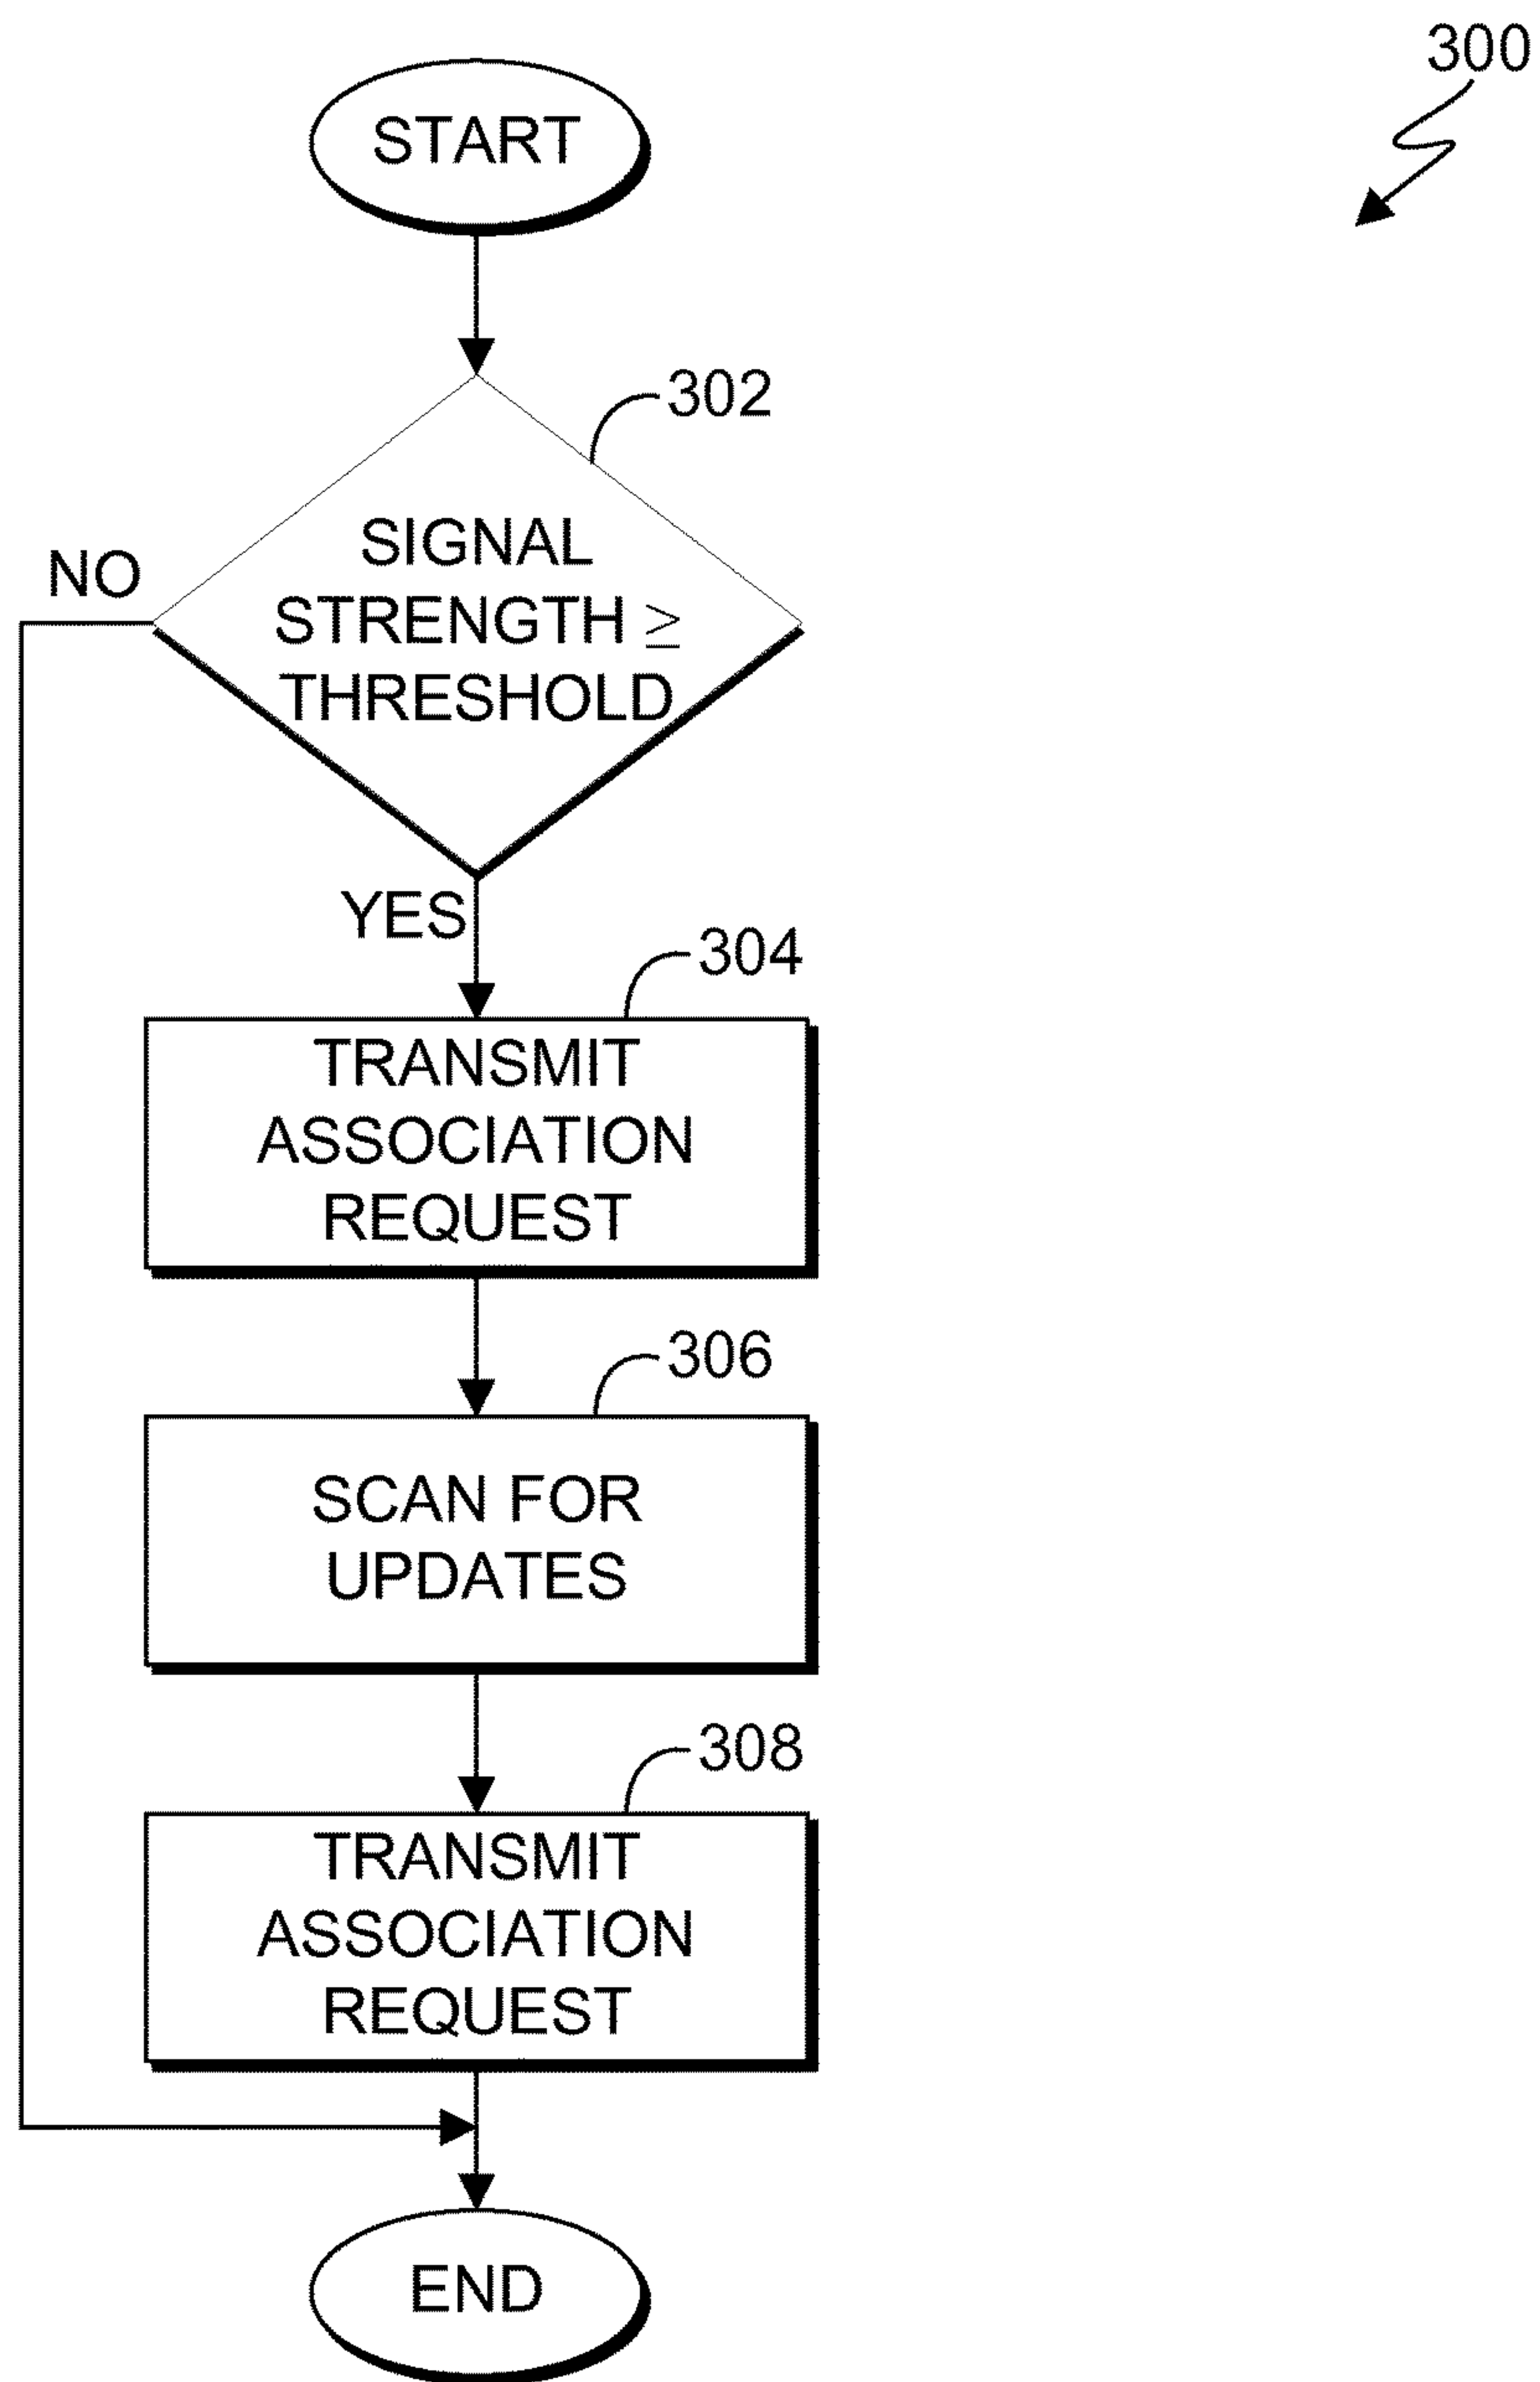 300
START
302
SIGNAL
STRENGTH ≥
THRESHOLD
NO
YES
304
TRANSMIT
ASSOCIATION
REQUEST
306
SCAN FOR
UPDATES
308
TRANSMIT
ASSOCIATION
REQUEST
END